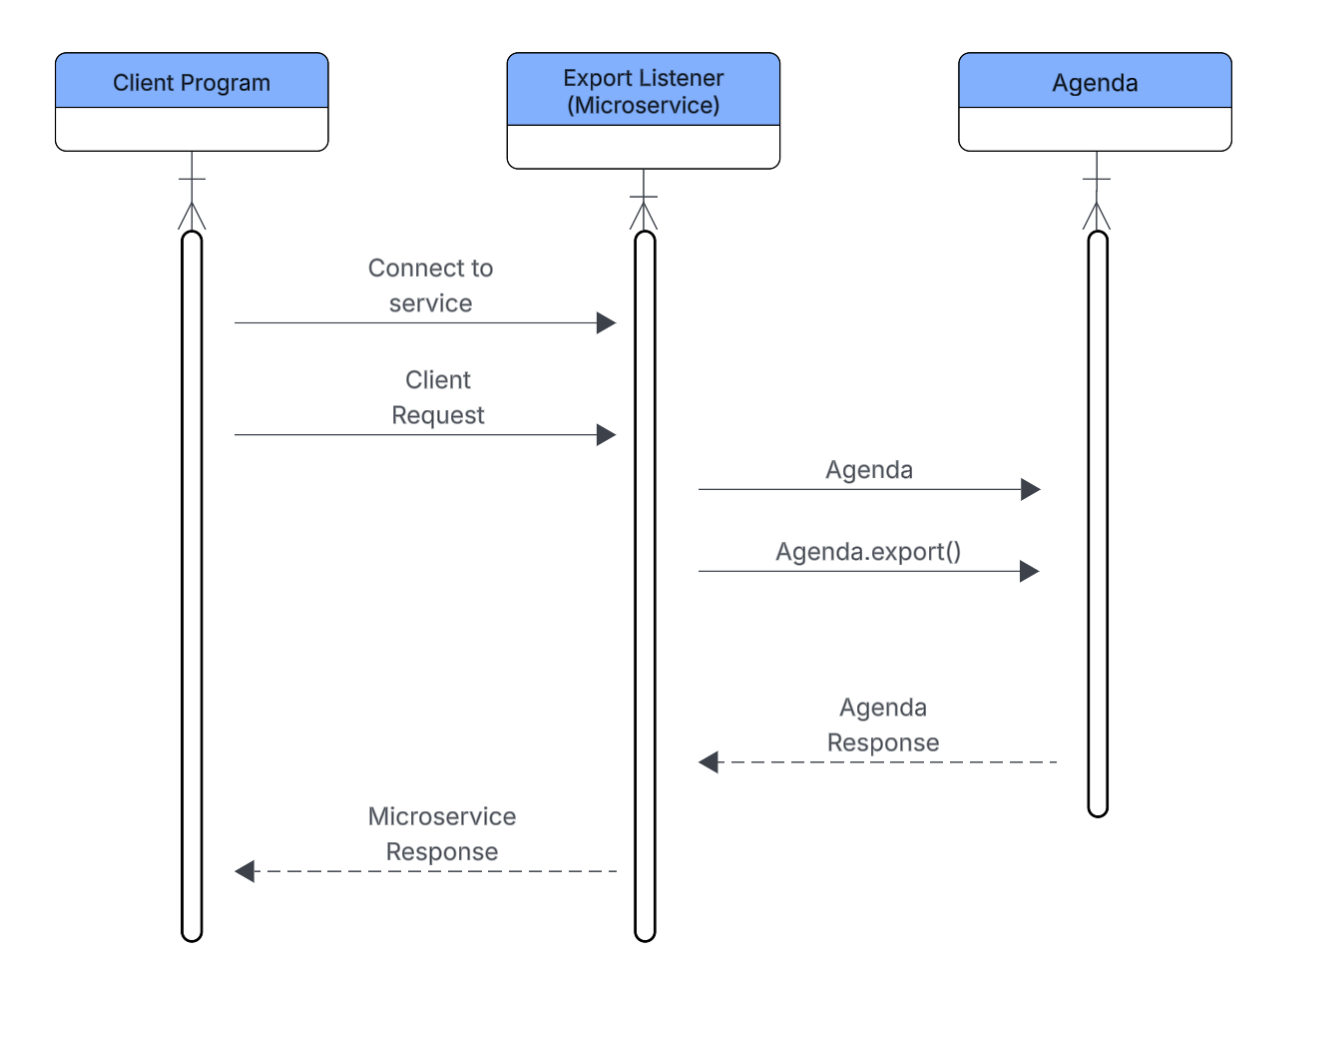 Client Program
Export Listener
(Microservice)
Agenda
Connect to
service
Client
Request
Agenda
Agenda.export()
Agenda
Response
Microservice
Response